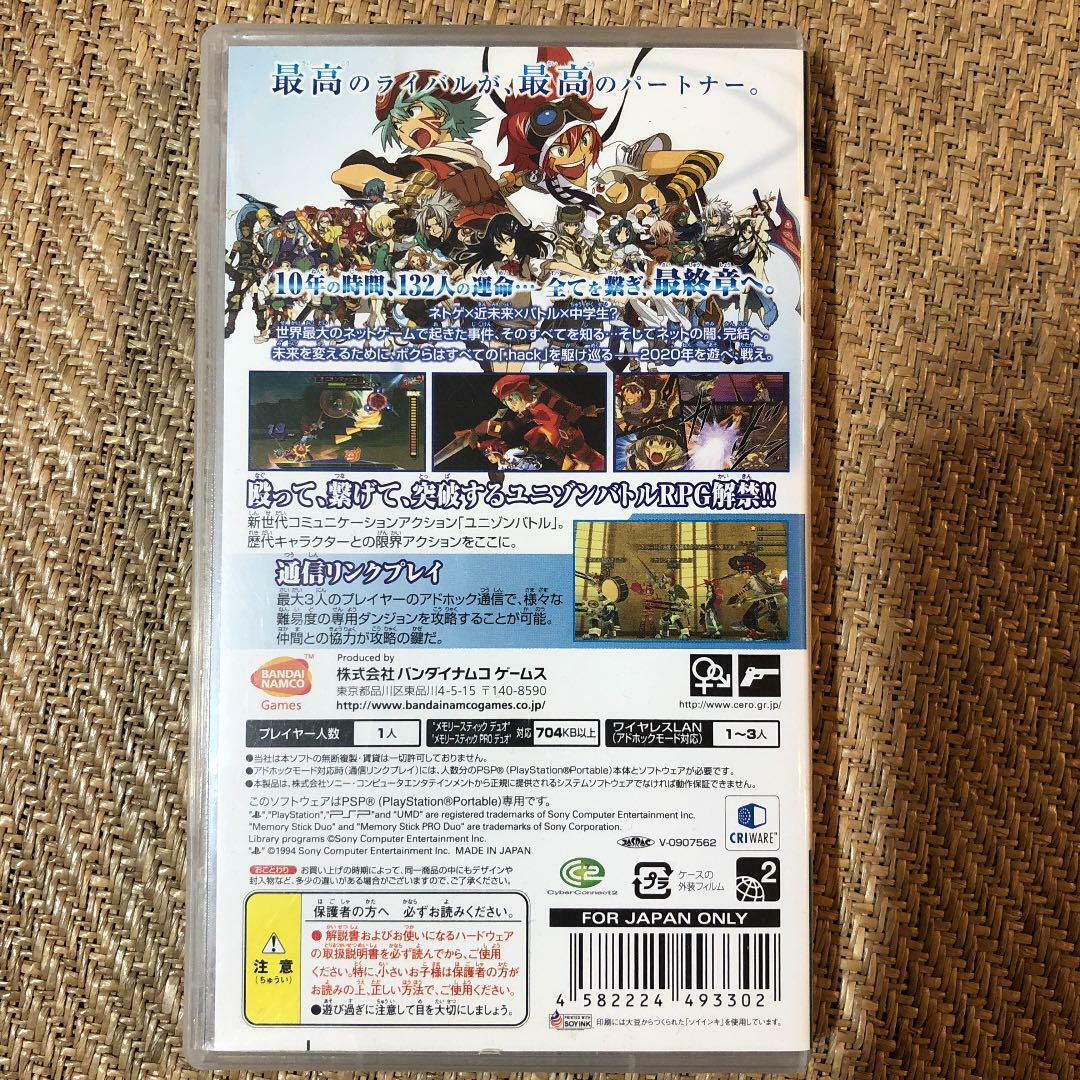 最高のライバルが、最高のパートナー。
10年の時間、132人の運命… 全てを繋ぎ、最終章へ。
ネトゲ×近未来×バトル×中学生?
世界最大のネットゲームで起きた事件、そのすべてを知る…そしてネットの闇、完結へ。
未来を変えるために、ボクらはすべての「.hack」を駆け巡る――2020年を遊べ、戦え。
殴って、繋げて、突破するユニゾンバトルRPG解禁!!
新世代コミュニケーションアクション「ユニゾンバトル」。
歴代キャラクターとの限界アクションをここに。
通信リンクプレイ
最大3人のプレイヤーのアドホック通信で、様々な
難易度の専用ダンジョンを攻略することが可能。
仲間との協力が攻略の鍵だ。
BANDAI NAMCO Games TM
Produced by
株式会社 バンダイナムコ ゲームス
東京都品川区東品川4-5-15 〒140-8590
http://www.bandainamcogames.co.jp/
http://www.cero.gr.jp/
プレイヤー人数 1人
"メモリースティック デュオ" "メモリースティック PRO デュオ" 対応 704KB以上
ワイヤレスLAN (アドホックモード対応) 1~3人
●当社は本ソフトの無断複製・賃貸は一切許可しておりません。
●アドホックモード対応時(通信リンクプレイ)には、人数分のPSP® (PlayStation®Portable)本体とソフトウェアが必要です。
●本製品は、株式会社ソニー・コンピュータエンタテインメントから正規に提供されるシステムソフトウェアでなければ動作保証できません。
このソフトウェアはPSP® (PlayStation®Portable)専用です。
"PlayStation","PSP"and "UMD" are registered trademarks of Sony Computer Entertainment Inc.
"Memory Stick Duo" and "Memory Stick PRO Duo" are trademarks of Sony Corporation.
Library programs ©Sony Computer Entertainment Inc.
©1994 Sony Computer Entertainment Inc. MADE IN JAPAN
JASRAC V-0907562
CRIWARE
おことわり お買い上げの時期によって、同一商品の中にもデザインや
封入物など、多少の違いがある場合がございますので、ご了承ください。
CyberConnect2
プラ
ケースの
外装フィルム
2
注意
(ちゅうい)
保護者の方へ 必ずお読みください。
●解説書およびお使いになるハードウェア
の取扱説明書を必ず読んでから、ご使用
ください。特に、小さいお子様は保護者の方が
お読みの上、正しい方法で、ご使用ください。
●遊び過ぎに注意して目を大切にしましょう。
FOR JAPAN ONLY
4 582224 493302
PRINTED WITH SOY INK
印刷には大豆からつくられた「ソイインキ」を使用しています。